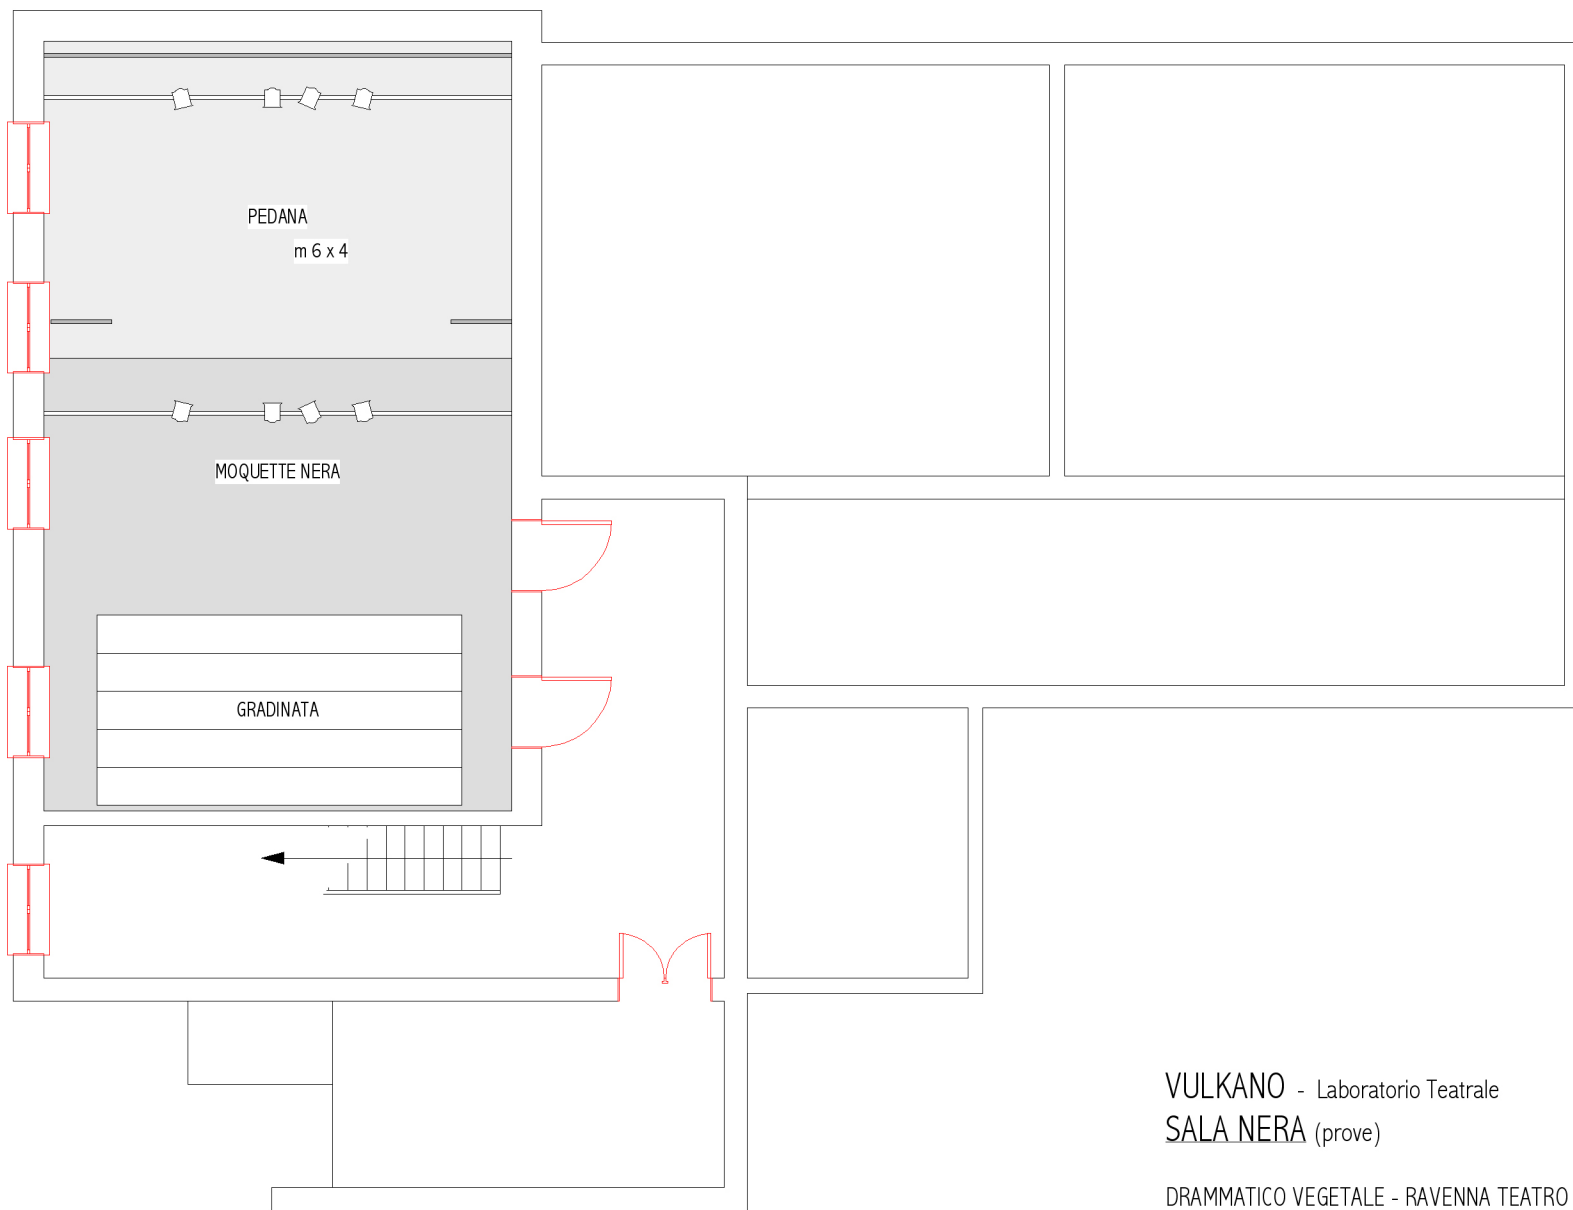 PEDANA
m 6 x 4
MOQUETTE NERA
GRADINATA
VULKANO - Laboratorio Teatrale
SALA NERA (prove)
DRAMMATICO VEGETALE - RAVENNA TEATRO